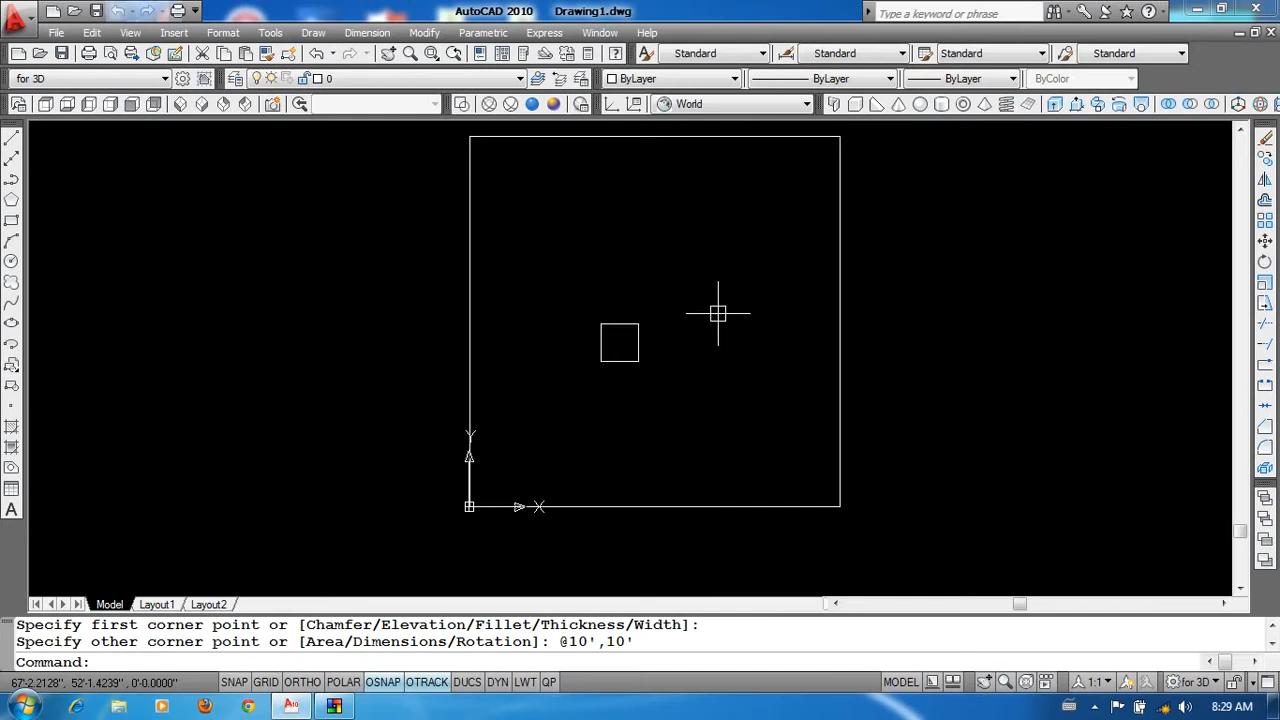 AutoCAD 2010 Drawing1.dwg
Type a keyword or phrase
File Edit View Insert Format Tools Draw Dimension Modify Parametric Express Window Help
Standard Standard Standard Standard
for 3D 0 ByLayer ByLayer ByLayer ByColor
World
Y
X
A
Model Layout1 Layout2
Specify first corner point or [Chamfer/Elevation/Fillet/Thickness/Width]:
Specify other corner point or [Area/Dimensions/Rotation]: @10',10'
Command:
67'-2.2128", 52'-1.4239", 0'-0.0000" SNAP GRID ORTHO POLAR OSNAP OTRACK DUCS DYN LWT QP MODEL 1:1 for 3D
8:29 AM